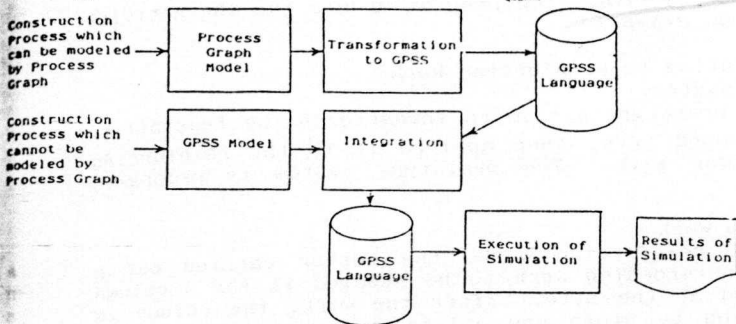 Construction
Process which
can be modeled
by Process
Graph
Process
Graph
Model
Transformation
to GPSS
GPSS
Language
Construction
Process which
cannot be
modeled by
Process Graph
GPSS Model
Integration
GPSS
Language
Execution of
Simulation
Results of
Simulation